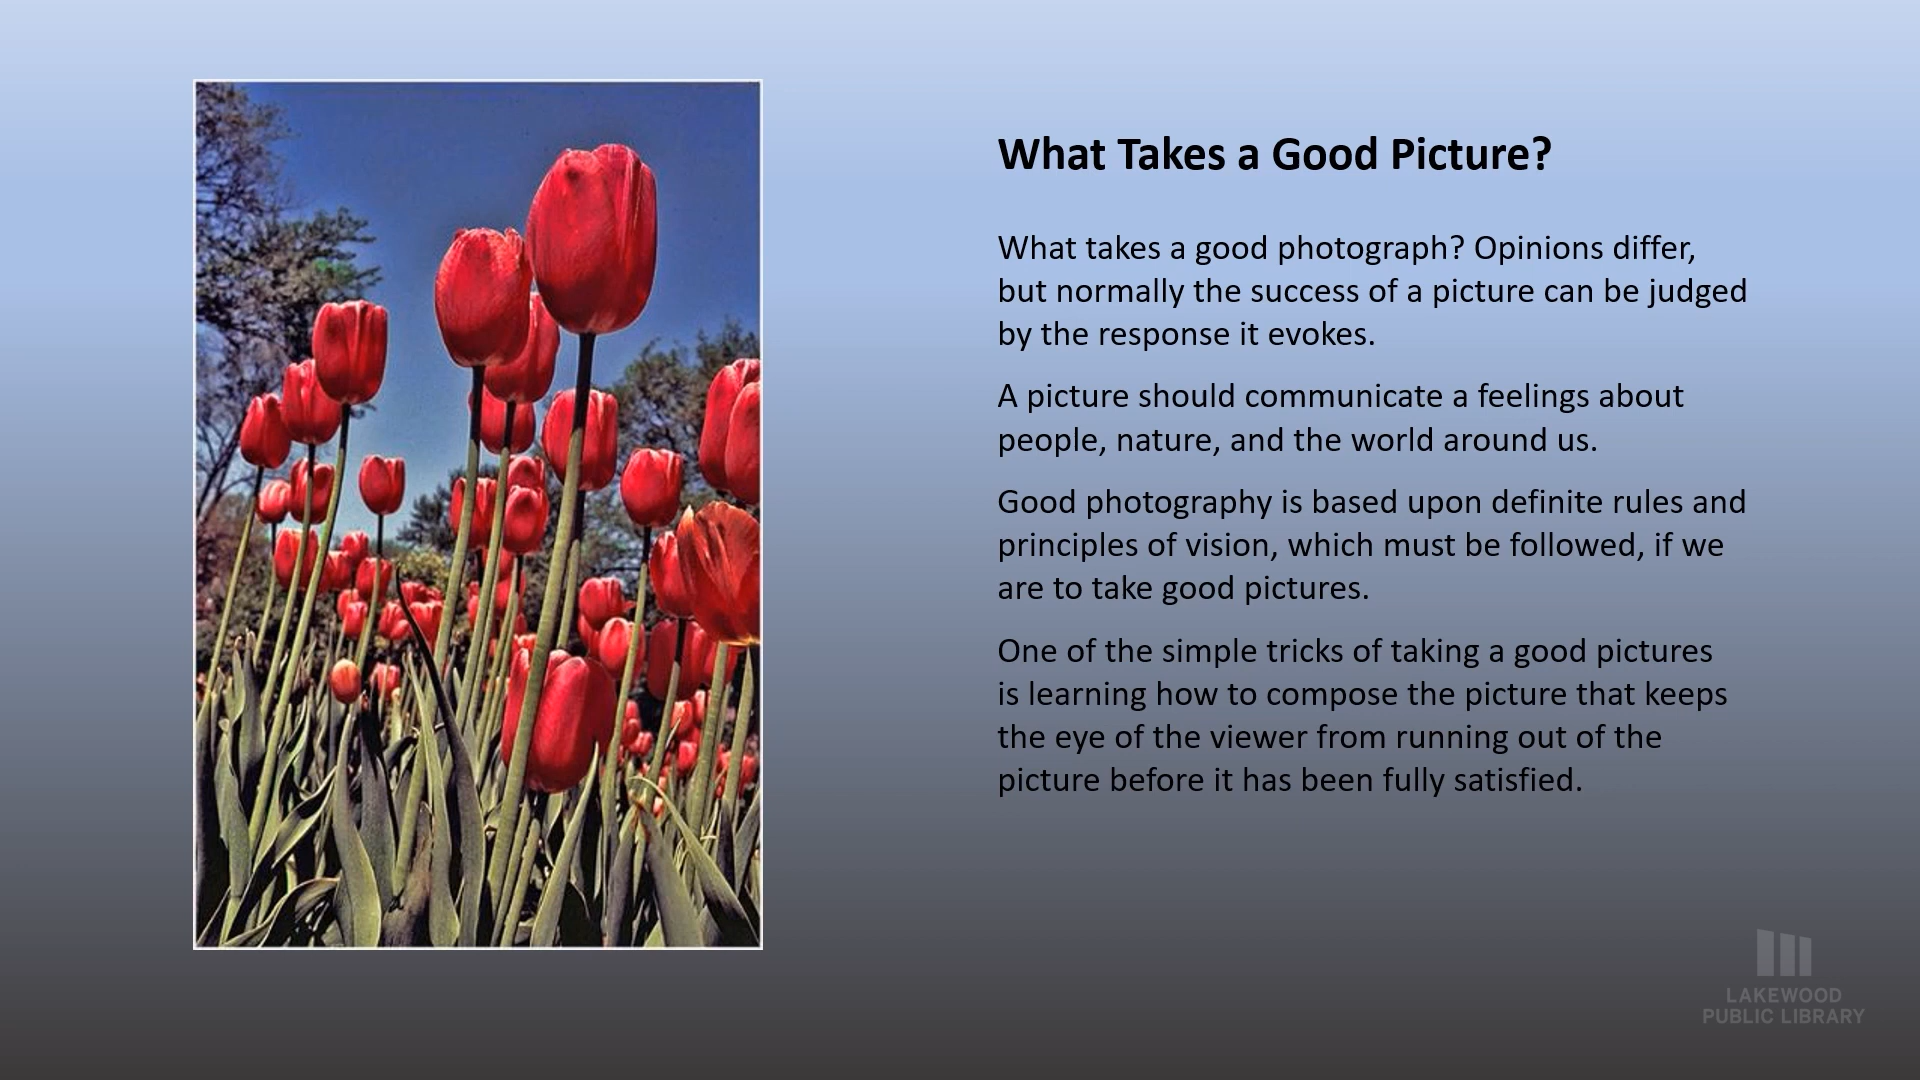 What Takes a Good Picture?
What takes a good photograph? Opinions differ,
but normally the success of a picture can be judged
by the response it evokes.
A picture should communicate a feelings about
people, nature, and the world around us.
Good photography is based upon definite rules and
principles of vision, which must be followed, if we
are to take good pictures.
One of the simple tricks of taking a good pictures
is learning how to compose the picture that keeps
the eye of the viewer from running out of the
picture before it has been fully satisfied.
LAKEWOOD
PUBLIC LIBRARY